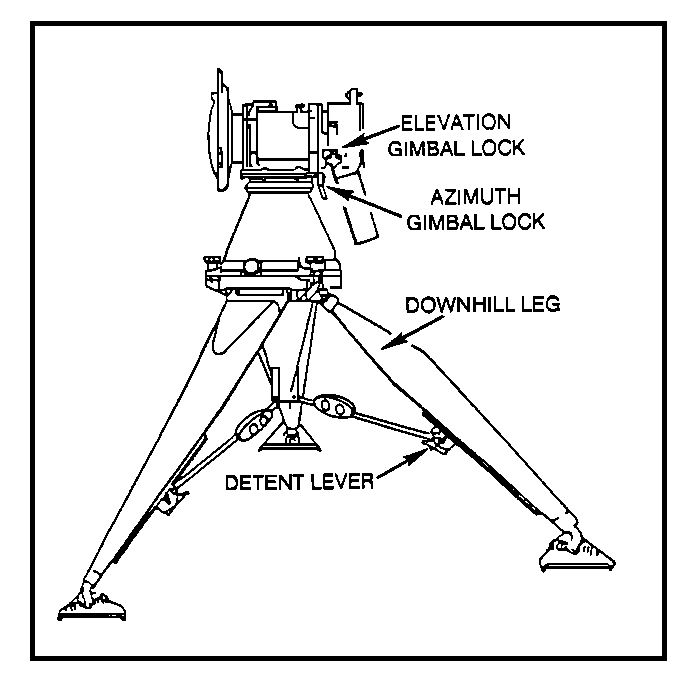 ELEVATION
GIMBAL LOCK
AZIMUTH
GIMBAL LOCK
DOWNHILL LEG
DETENT LEVER